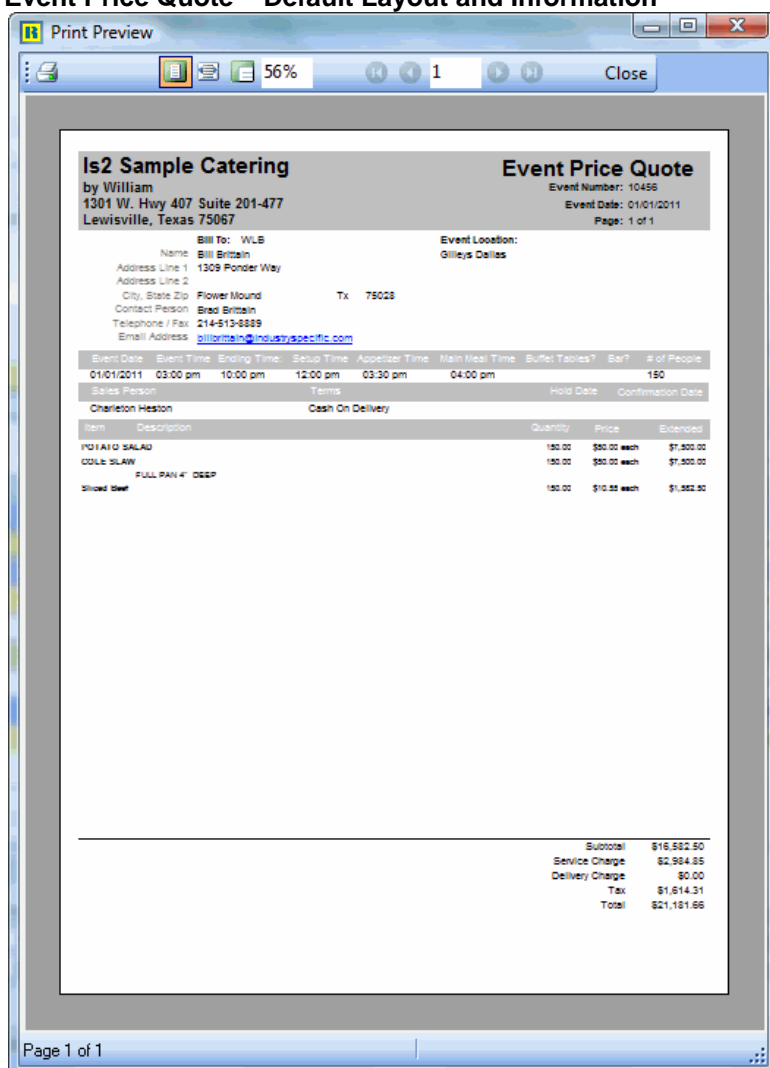 Event Price Quote – Default Layout and Information
Print Preview
56% 1 Close
Is2 Sample Catering Event Price Quote
by William Event Number: 10456
1301 W. Hwy 407 Suite 201-477 Event Date: 01/01/2011
Lewisville, Texas 75067 Page: 1 of 1
Bill To: WLB Event Location:
Name Bill Brittain Gilleys Dallas
Address Line 1 1309 Ponder Way
Address Line 2
City, State Zip Flower Mound Tx 75028
Contact Person Brad Brittain
Telephone / Fax 214-513-8889
Email Address billbrittain@industryspecific.com
Event Date Event Time Ending Time: Setup Time Appetizer Time Main Meal Time Buffet Tables? Bar? # of People
01/01/2011 03:00 pm 10:00 pm 12:00 pm 03:30 pm 04:00 pm 150
Sales Person Terms Hold Date Confirmation Date
Charleton Heston Cash On Delivery
Item Description Quantity Price Extended
POTATO SALAD 150.00 $50.00 each $7,500.00
COLE SLAW 150.00 $50.00 each $7,500.00
FULL PAN 4" DEEP
Sliced Beef 150.00 $10.55 each $1,582.50
Subtotal $16,582.50
Service Charge $2,984.85
Delivery Charge $0.00
Tax $1,614.31
Total $21,181.66
Page 1 of 1